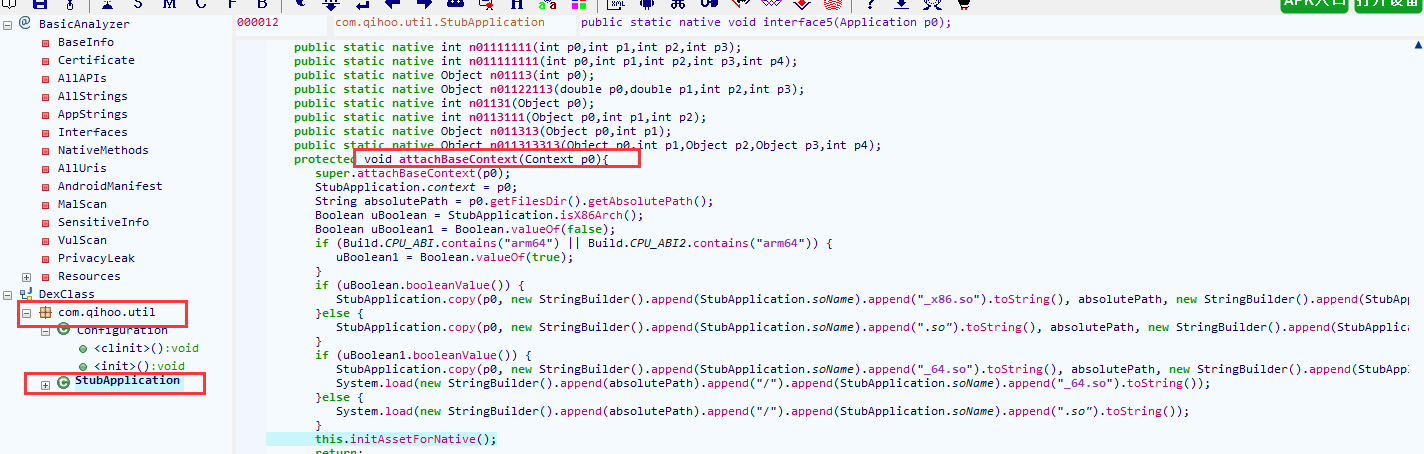 APK入口 打开设备
BasicAnalyzer
BaseInfo
Certificate
AllAPIs
AllStrings
AppStrings
Interfaces
NativeMethods
AllUris
AndroidManifest
MalScan
SensitiveInfo
VulScan
PrivacyLeak
Resources
DexClass
com.qihoo.util
Configuration
<clinit>():void
<init>():void
StubApplication
000012 com.qihoo.util.StubApplication public static native void interface5(Application p0);
public static native int n01111111(int p0,int p1,int p2,int p3);
public static native int n011111111(int p0,int p1,int p2,int p3,int p4);
public static native Object n01113(int p0);
public static native Object n01122113(double p0,double p1,int p2,int p3);
public static native int n01131(Object p0);
public static native int n0113111(Object p0,int p1,int p2);
public static native Object n011313(Object p0,int p1);
public static native Object n011313313(Object p0,int p1,Object p2,Object p3,int p4);
protected void attachBaseContext(Context p0){
super.attachBaseContext(p0);
StubApplication.context = p0;
String absolutePath = p0.getFilesDir().getAbsolutePath();
Boolean uBoolean = StubApplication.isX86Arch();
Boolean uBoolean1 = Boolean.valueOf(false);
if (Build.CPU_ABI.contains("arm64") || Build.CPU_ABI2.contains("arm64")) {
uBoolean1 = Boolean.valueOf(true);
}
if (uBoolean.booleanValue()) {
StubApplication.copy(p0, new StringBuilder().append(StubApplication.soName).append("_x86.so").toString(), absolutePath, new StringBuilder().append(StubApp
}else {
StubApplication.copy(p0, new StringBuilder().append(StubApplication.soName).append(".so").toString(), absolutePath, new StringBuilder().append(StubApplica
}
if (uBoolean1.booleanValue()) {
StubApplication.copy(p0, new StringBuilder().append(StubApplication.soName).append("_64.so").toString(), absolutePath, new StringBuilder().append(StubAppl
System.load(new StringBuilder().append(absolutePath).append("/").append(StubApplication.soName).append("_64.so").toString());
}else {
System.load(new StringBuilder().append(absolutePath).append("/").append(StubApplication.soName).append(".so").toString());
}
this.initAssetForNative();
return;